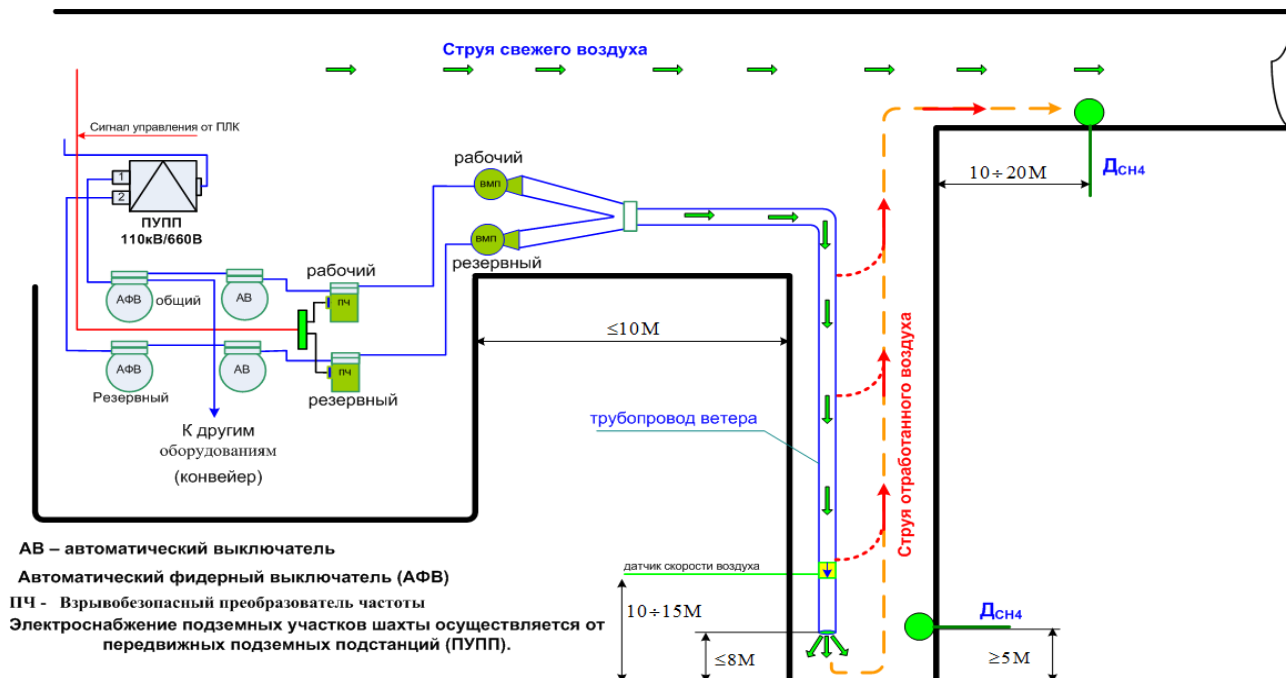 Струя свежего воздуха
Сигнал управления от ПЛК
1
2
ПУПП
110кВ/660В
рабочий
ВМП
ВМП
резервный
10÷20М
Дсн4
АФВ
общий
АВ
рабочий
ПЧ
АФВ
Резервный
АВ
ПЧ
резервный
К другим
оборудованиям
(конвейер)
≤10М
трубопровод ветера
Струя отработанного воздуха
датчик скорости воздуха
10÷15М
≤8М
Дсн4
≥5М
АВ – автоматический выключатель
Автоматический фидерный выключатель (АФВ)
ПЧ - Взрывобезопасный преобразователь частоты
Электроснабжение подземных участков шахты осуществляется от
передвижных подземных подстанций (ПУПП).